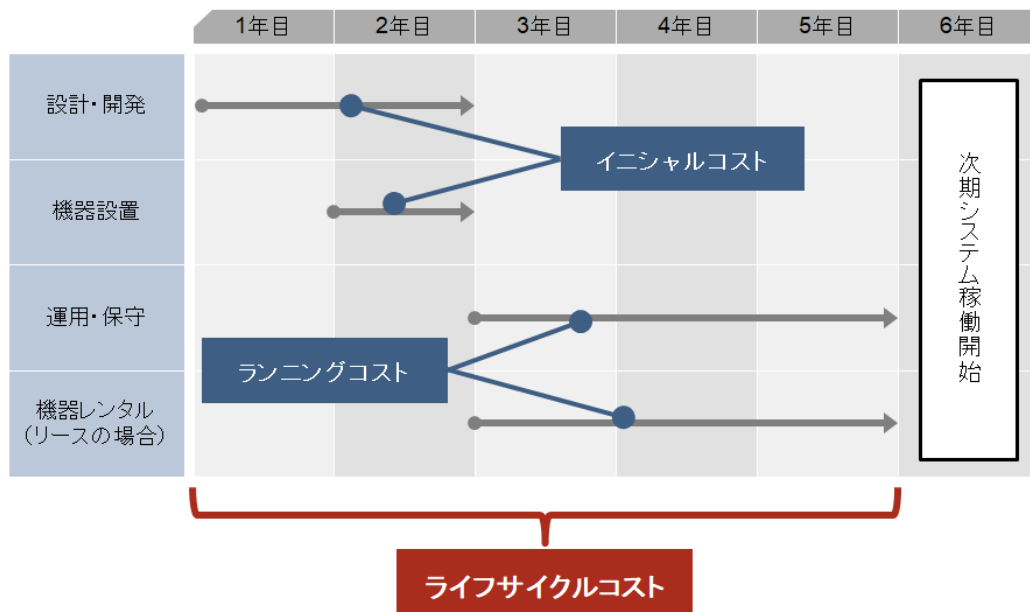 1年目
2年目
3年目
4年目
5年目
6年目
設計・開発
イニシャルコスト
機器設置
運用・保守
ランニングコスト
機器レンタル
（リースの場合）
次期システム稼働開始
ライフサイクルコスト